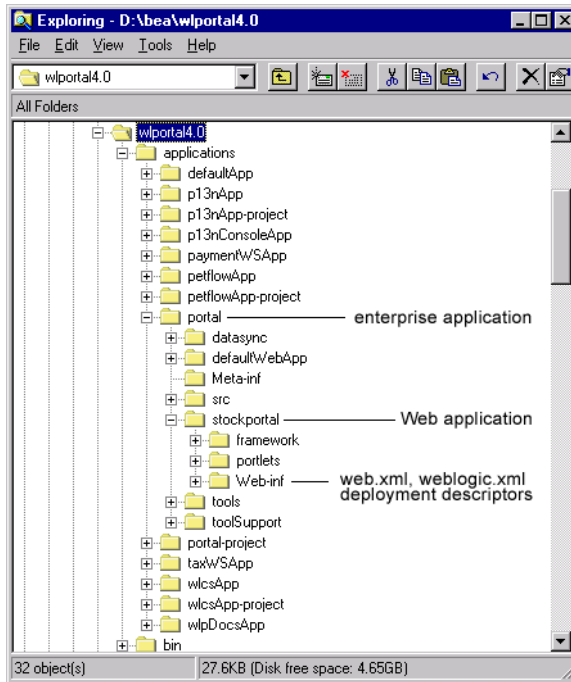 Exploring - D:\bea\wlportal4.0
File Edit View Tools Help
wlportal4.0
All Folders
wlportal4.0
applications
defaultApp
p13nApp
p13nApp-project
p13nConsoleApp
paymentWSApp
petflowApp
petflowApp-project
portal enterprise application
datasync
defaultWebApp
Meta-inf
src
stockportal Web application
framework
portlets
Web-inf web.xml, weblogic.xml
deployment descriptors
tools
toolSupport
portal-project
taxWSApp
wlcsApp
wlcsApp-project
wlpDocsApp
bin
32 object(s) 27.6KB (Disk free space: 4.65GB)